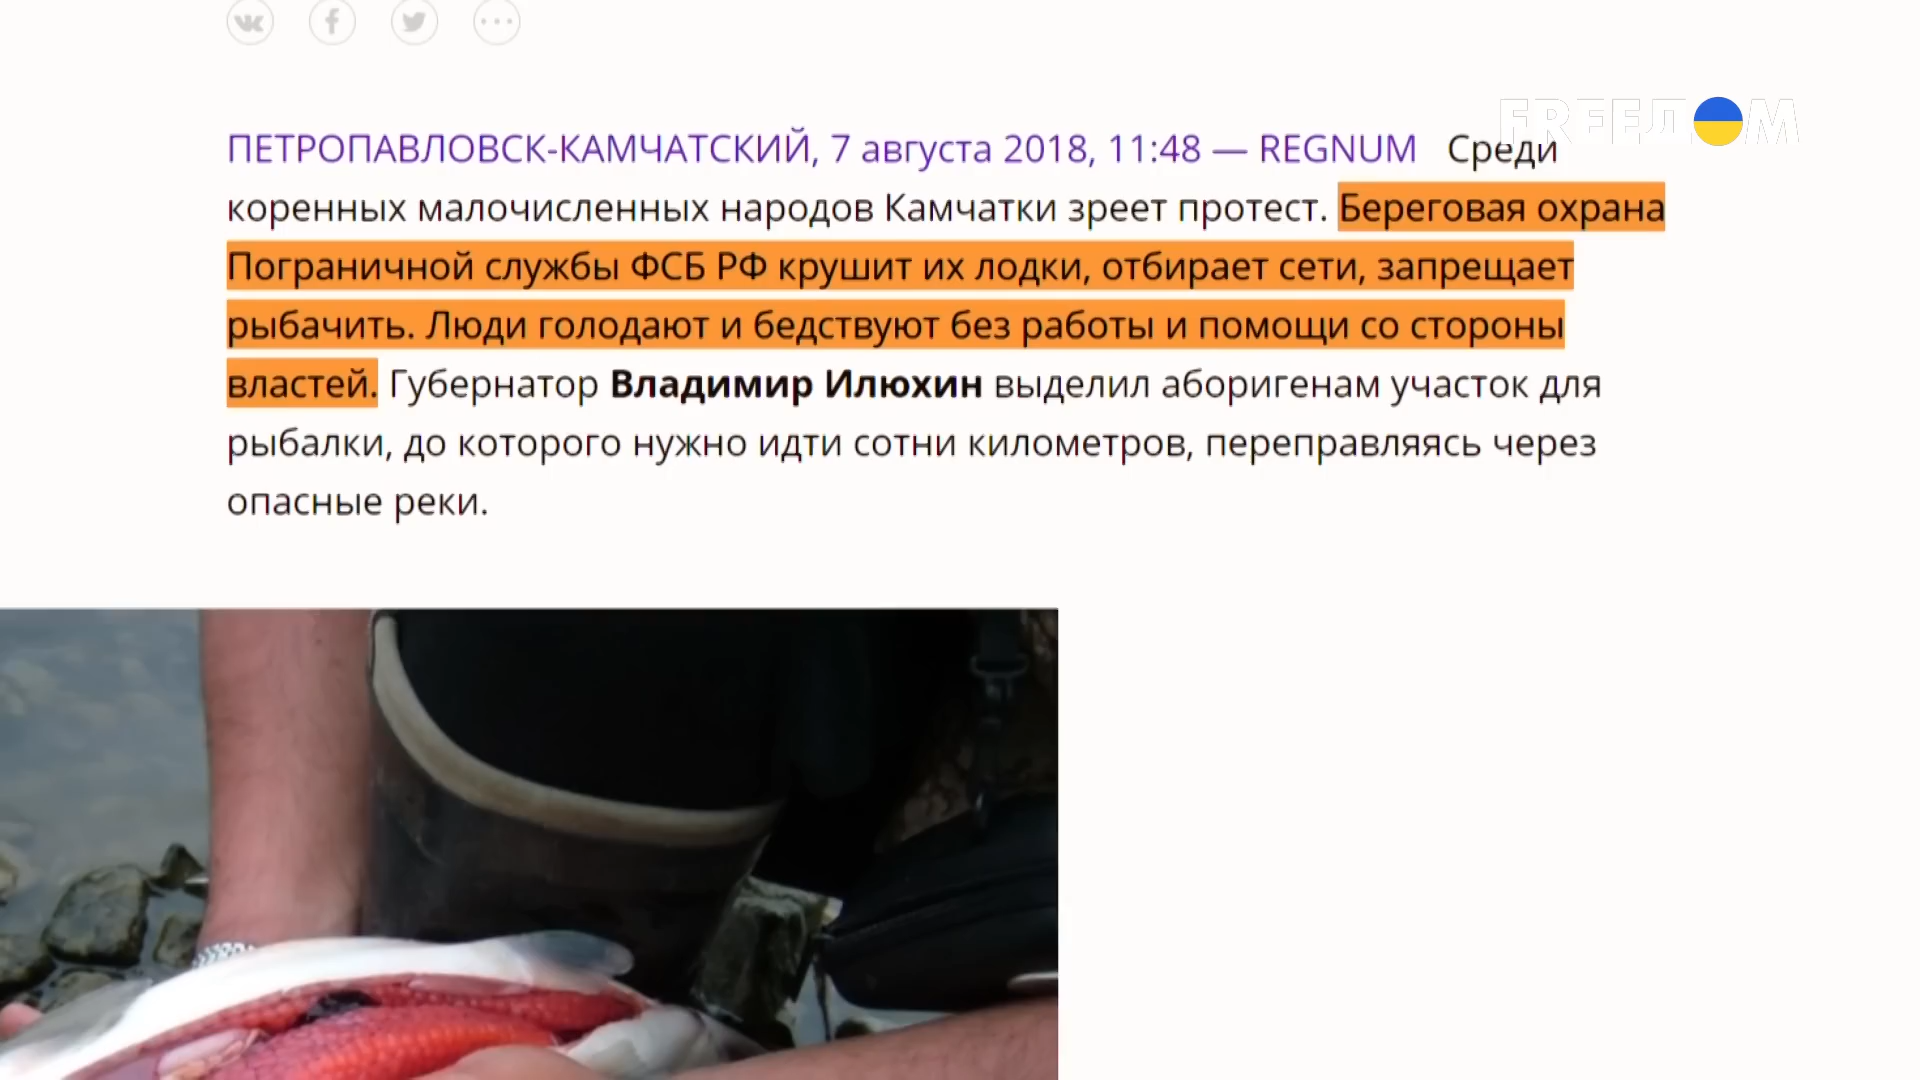 FREEДOM
ПЕТРОПАВЛОВСК-КАМЧАТСКИЙ, 7 августа 2018, 11:48 — REGNUM Среди
коренных малочисленных народов Камчатки зреет протест. Береговая охрана
Пограничной службы ФСБ РФ крушит их лодки, отбирает сети, запрещает
рыбачить. Люди голодают и бедствуют без работы и помощи со стороны
властей. Губернатор Владимир Илюхин выделил аборигенам участок для
рыбалки, до которого нужно идти сотни километров, переправляясь через
опасные реки.